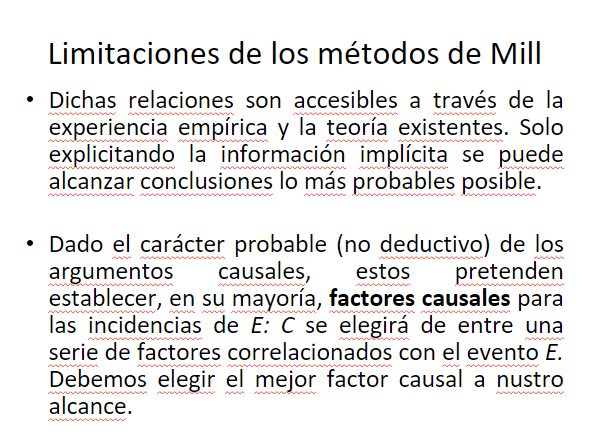 Limitaciones de los métodos de Mill
• Dichas relaciones son accesibles a través de la
experiencia empírica y la teoría existentes. Solo
explicitando la información implícita se puede
alcanzar conclusiones lo más probables posible.
• Dado el carácter probable (no deductivo) de los
argumentos causales, estos pretenden
establecer, en su mayoría, factores causales para
las incidencias de E: C se elegirá de entre una
serie de factores correlacionados con el evento E.
Debemos elegir el mejor factor causal a nustro
alcance.